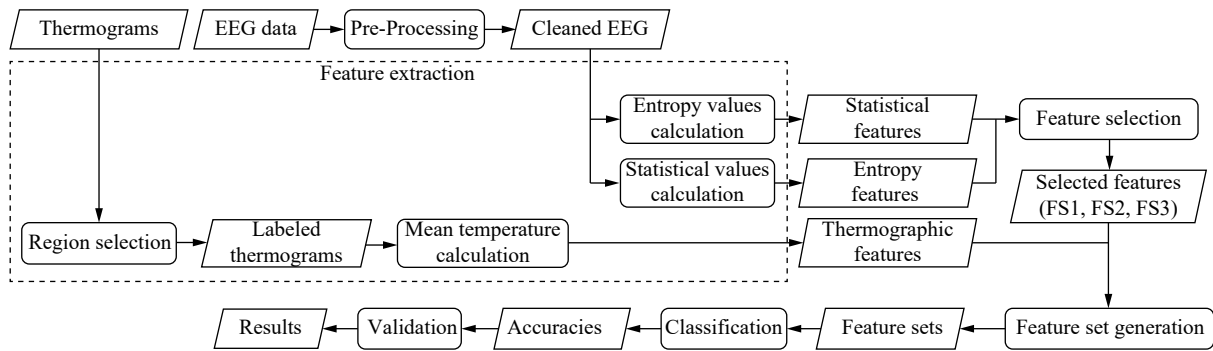 Thermograms
EEG data
Pre-Processing
Cleaned EEG
Feature extraction
Entropy values
calculation
Statistical
features
Feature selection
Statistical values
calculation
Entropy
features
Selected features
(FS1, FS2, FS3)
Region selection
Labeled
thermograms
Mean temperature
calculation
Thermographic
features
Results
Validation
Accuracies
Classification
Feature sets
Feature set generation